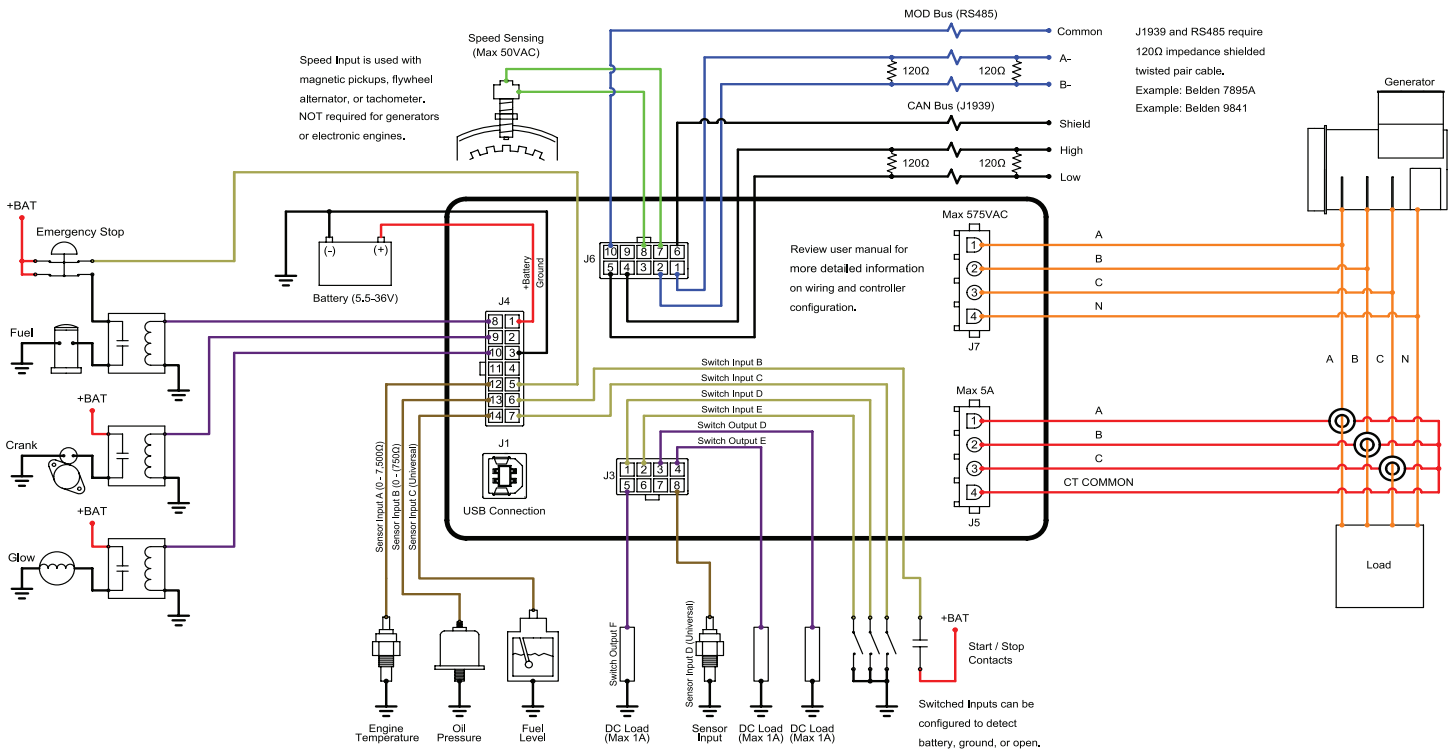 MOD Bus (RS485)
Common
A-
B-
120Ω
120Ω
J1939 and RS485 require
120Ω impedance shielded
twisted pair cable.
Example: Belden 7895A
Example: Belden 9841
Speed Sensing
(Max 50VAC)
Speed Input is used with
magnetic pickups, flywheel
alternator, or tachometer.
NOT required for generators
or electronic engines.
CAN Bus (J1939)
Shield
High
Low
120Ω
120Ω
Generator
+BAT
Emergency Stop
(-)
(+)
Battery (5.5-36V)
+Battery
Ground
J6
10 9 8 7 6
5 4 3 2 1
Review user manual for
more detailed information
on wiring and controller
configuration.
Max 575VAC
1
2
3
4
J7
A
B
C
N
A B C N
Fuel
J4
8 1
9 2
10 3
11 4
12 5
13 6
14 7
+BAT
Crank
J1
USB Connection
+BAT
Glow
Switch Input B
Switch Input C
Switch Input D
Switch Input E
Switch Output D
Switch Output E
J3
1 2 3 4
5 6 7 8
Max 5A
1
2
3
4
J5
A
B
C
CT COMMON
Load
Sensor Input A (0 - 7,500Ω)
Sensor Input B (0 - (750Ω)
Sensor Input C (Universal)
Switch Output F
Sensor Input D (Universal)
+BAT
Start / Stop
Contacts
Engine
Temperature
Oil
Pressure
Fuel
Level
DC Load
(Max 1A)
Sensor
Input
DC Load
(Max 1A)
DC Load
(Max 1A)
Switched Inputs can be
configured to detect
battery, ground, or open.